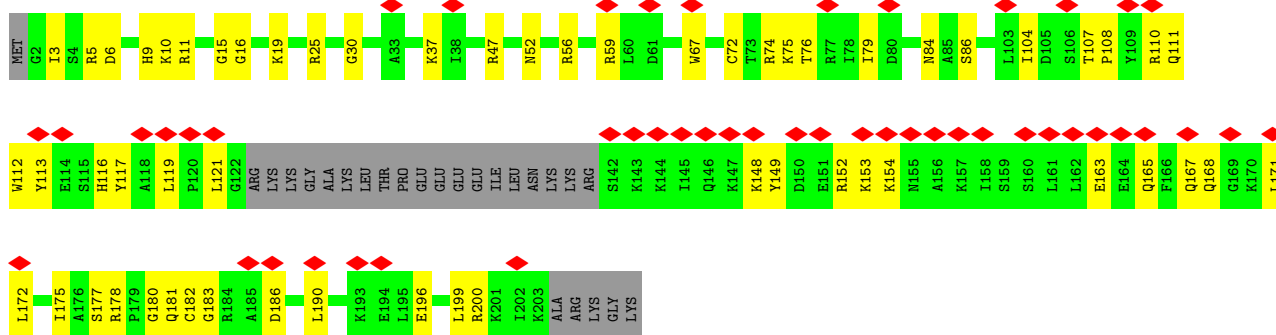 MET G2 I3 S4 R5 D6 H9 K10 R11 G15 G16 K19 R25 G30 A33 K37 I38 R47 N52 R56 R59 L60 D61 W67 C72 T73 R74 K75 T76 R77 I78 I79 D80 N84 A85 S86 L103 I104 D105 S106 T107 P108 Y109 R110 Q111
W112 Y113 E114 S115 H116 Y117 A118 L119 P120 L121 G122 ARG LYS LYS GLY ALA LYS LEU THR PRO GLU GLU GLU GLU ILE LEU ASN LYS LYS ARG S142 K143 K144 I145 Q146 K147 K148 Y149 D150 E151 R152 K153 K154 N155 A156 K157 I158 S159 S160 L161 L162 E163 E164 Q165 F166 Q167 Q168 G169 K170 L171
L172 I175 A176 S177 R178 P179 G180 Q181 C182 G183 R184 A185 D186 L190 K193 E194 L195 E196 L199 R200 K201 I202 K203 ALA ARG LYS GLY LYS